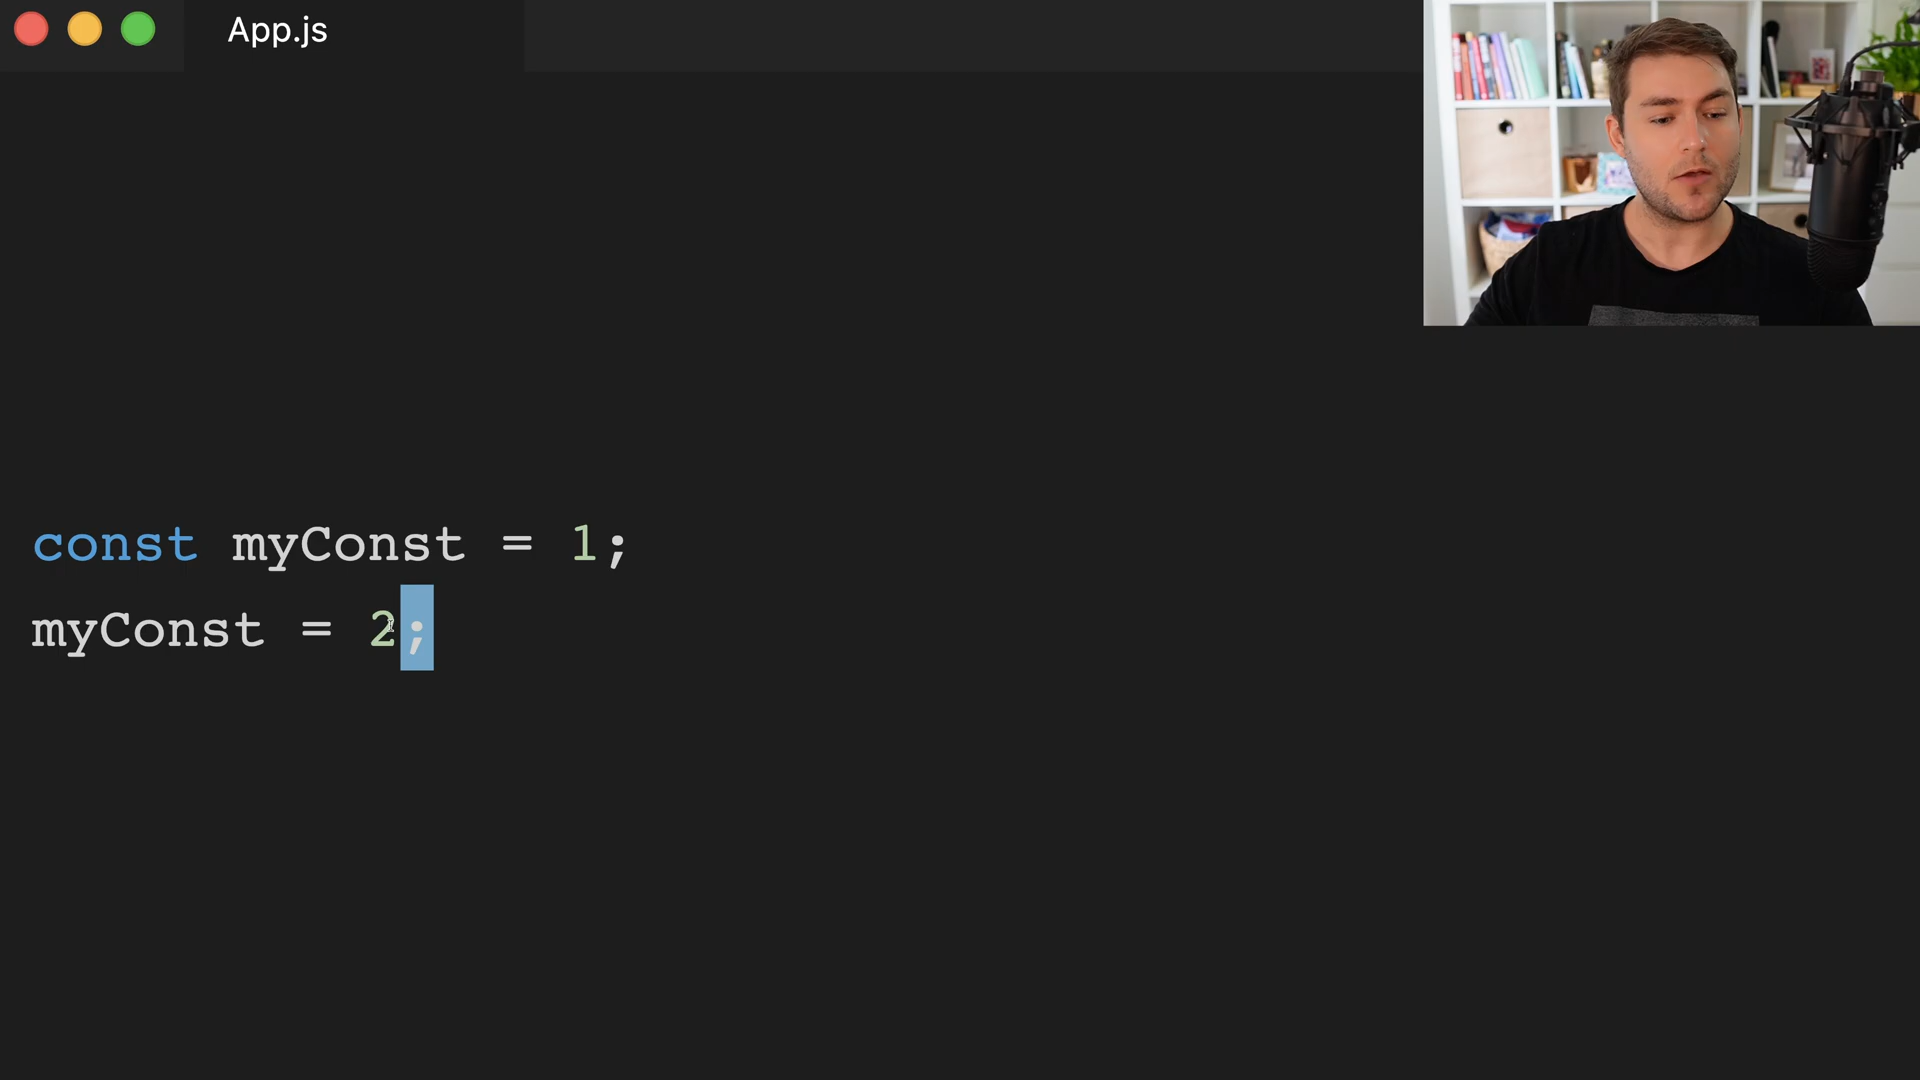 App.js
const myConst = 1;
myConst = 2;